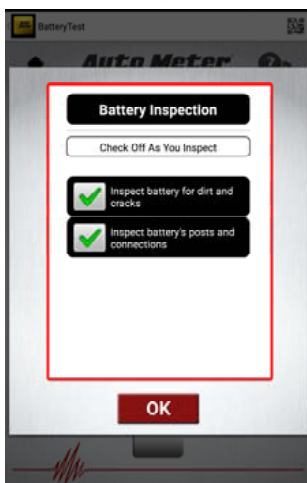 BatteryTest
Auto Meter
Battery Inspection
Check Off As You Inspect
Inspect battery for dirt and
cracks
Inspect battery's posts and
connections
OK